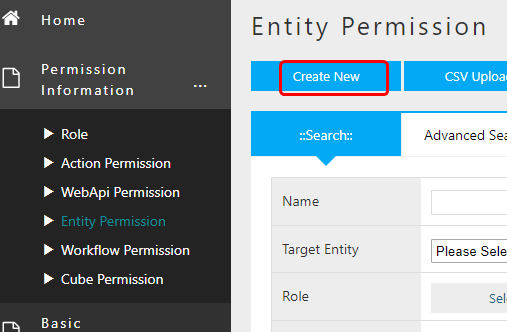 Home
Permission
Information
...
Role
Action Permission
WebApi Permission
Entity Permission
Workflow Permission
Cube Permission
Basic
Entity Permission
Create New
CSV Uploa
::Search::
Advanced Sea
Name
Target Entity
Please Sele
Role
Sel